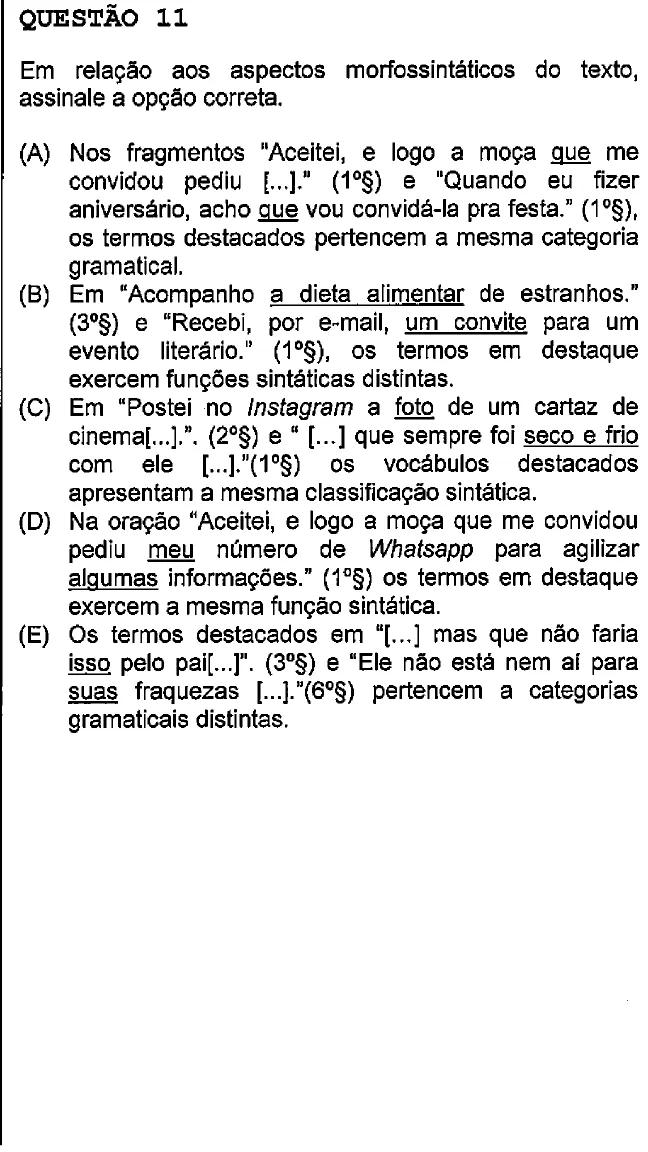 QUESTÃO 11
Em relação aos aspectos morfossintáticos do texto,
assinale a opção correta.
(A) Nos fragmentos "Aceitei, e logo a moça que me
convidou pediu [...]." (1º§) e "Quando eu fizer
aniversário, acho que vou convidá-la pra festa." (1º§),
os termos destacados pertencem a mesma categoria
gramatical.
(B) Em "Acompanho a dieta alimentar de estranhos."
(3º§) e "Recebi, por e-mail, um convite para um
evento literário." (1º§), os termos em destaque
exercem funções sintáticas distintas.
(C) Em "Postei no Instagram a foto de um cartaz de
cinema[...].". (2º§) e " [...] que sempre foi seco e frio
com ele [...]."(1º§) os vocábulos destacados
apresentam a mesma classificação sintática.
(D) Na oração "Aceitei, e logo a moça que me convidou
pediu meu número de Whatsapp para agilizar
algumas informações." (1º§) os termos em destaque
exercem a mesma função sintática.
(E) Os termos destacados em "[...] mas que não faria
isso pelo pai[...]". (3º§) e "Ele não está nem aí para
suas fraquezas [...]."(6º§) pertencem a categorias
gramaticais distintas.